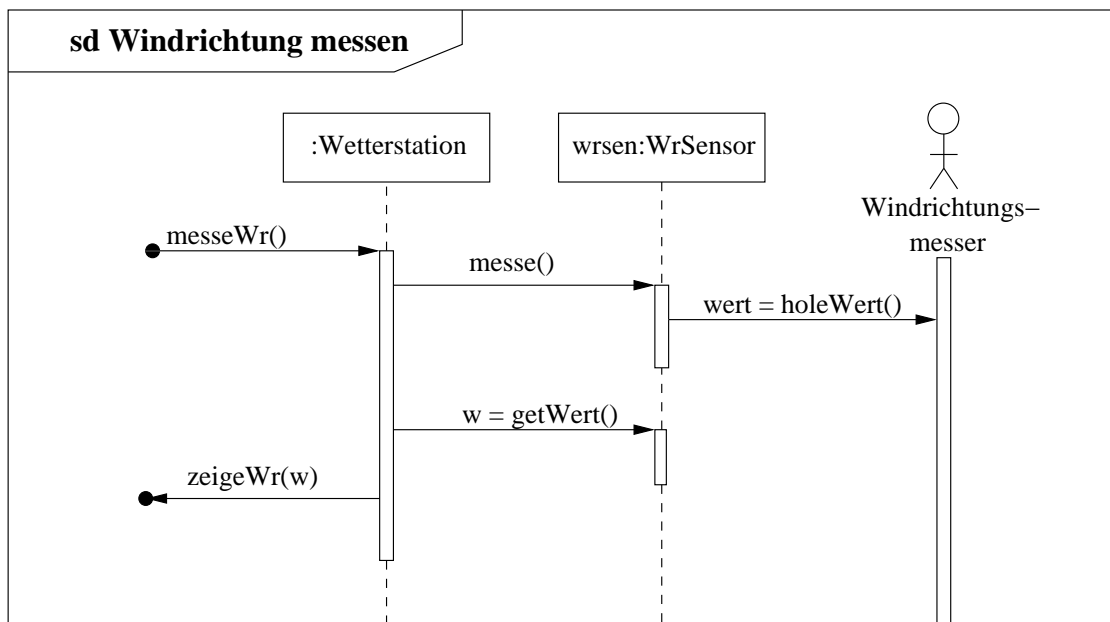 sd Windrichtung messen
:Wetterstation
wrsen:WrSensor
Windrichtungs−
messer
messeWr()
messe()
wert = holeWert()
w = getWert()
zeigeWr(w)